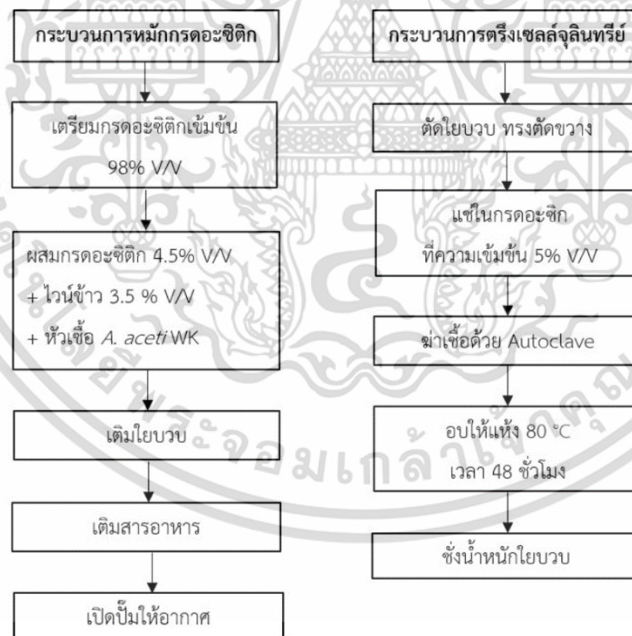 กระบวนการหมักกรดอะซิติก
เตรียมกรดอะซิติกเข้มข้น
98% V/V
ผสมกรดอะซิติก 4.5% V/V
+ ไวน์ข้าว 3.5 % V/V
+ หัวเชื้อ A. aceti WK
เติมใยบวบ
เติมสารอาหาร
เปิดปั๊มให้อากาศ
กระบวนการตรึงเซลล์จุลินทรีย์
ตัดใยบวบ ทรงตัดขวาง
แช่ในกรดอะซิก
ที่ความเข้มข้น 5% V/V
ฆ่าเชื้อด้วย Autoclave
อบให้แห้ง 80 °C
เวลา 48 ชั่วโมง
ชั่งน้ำหนักใยบวบ